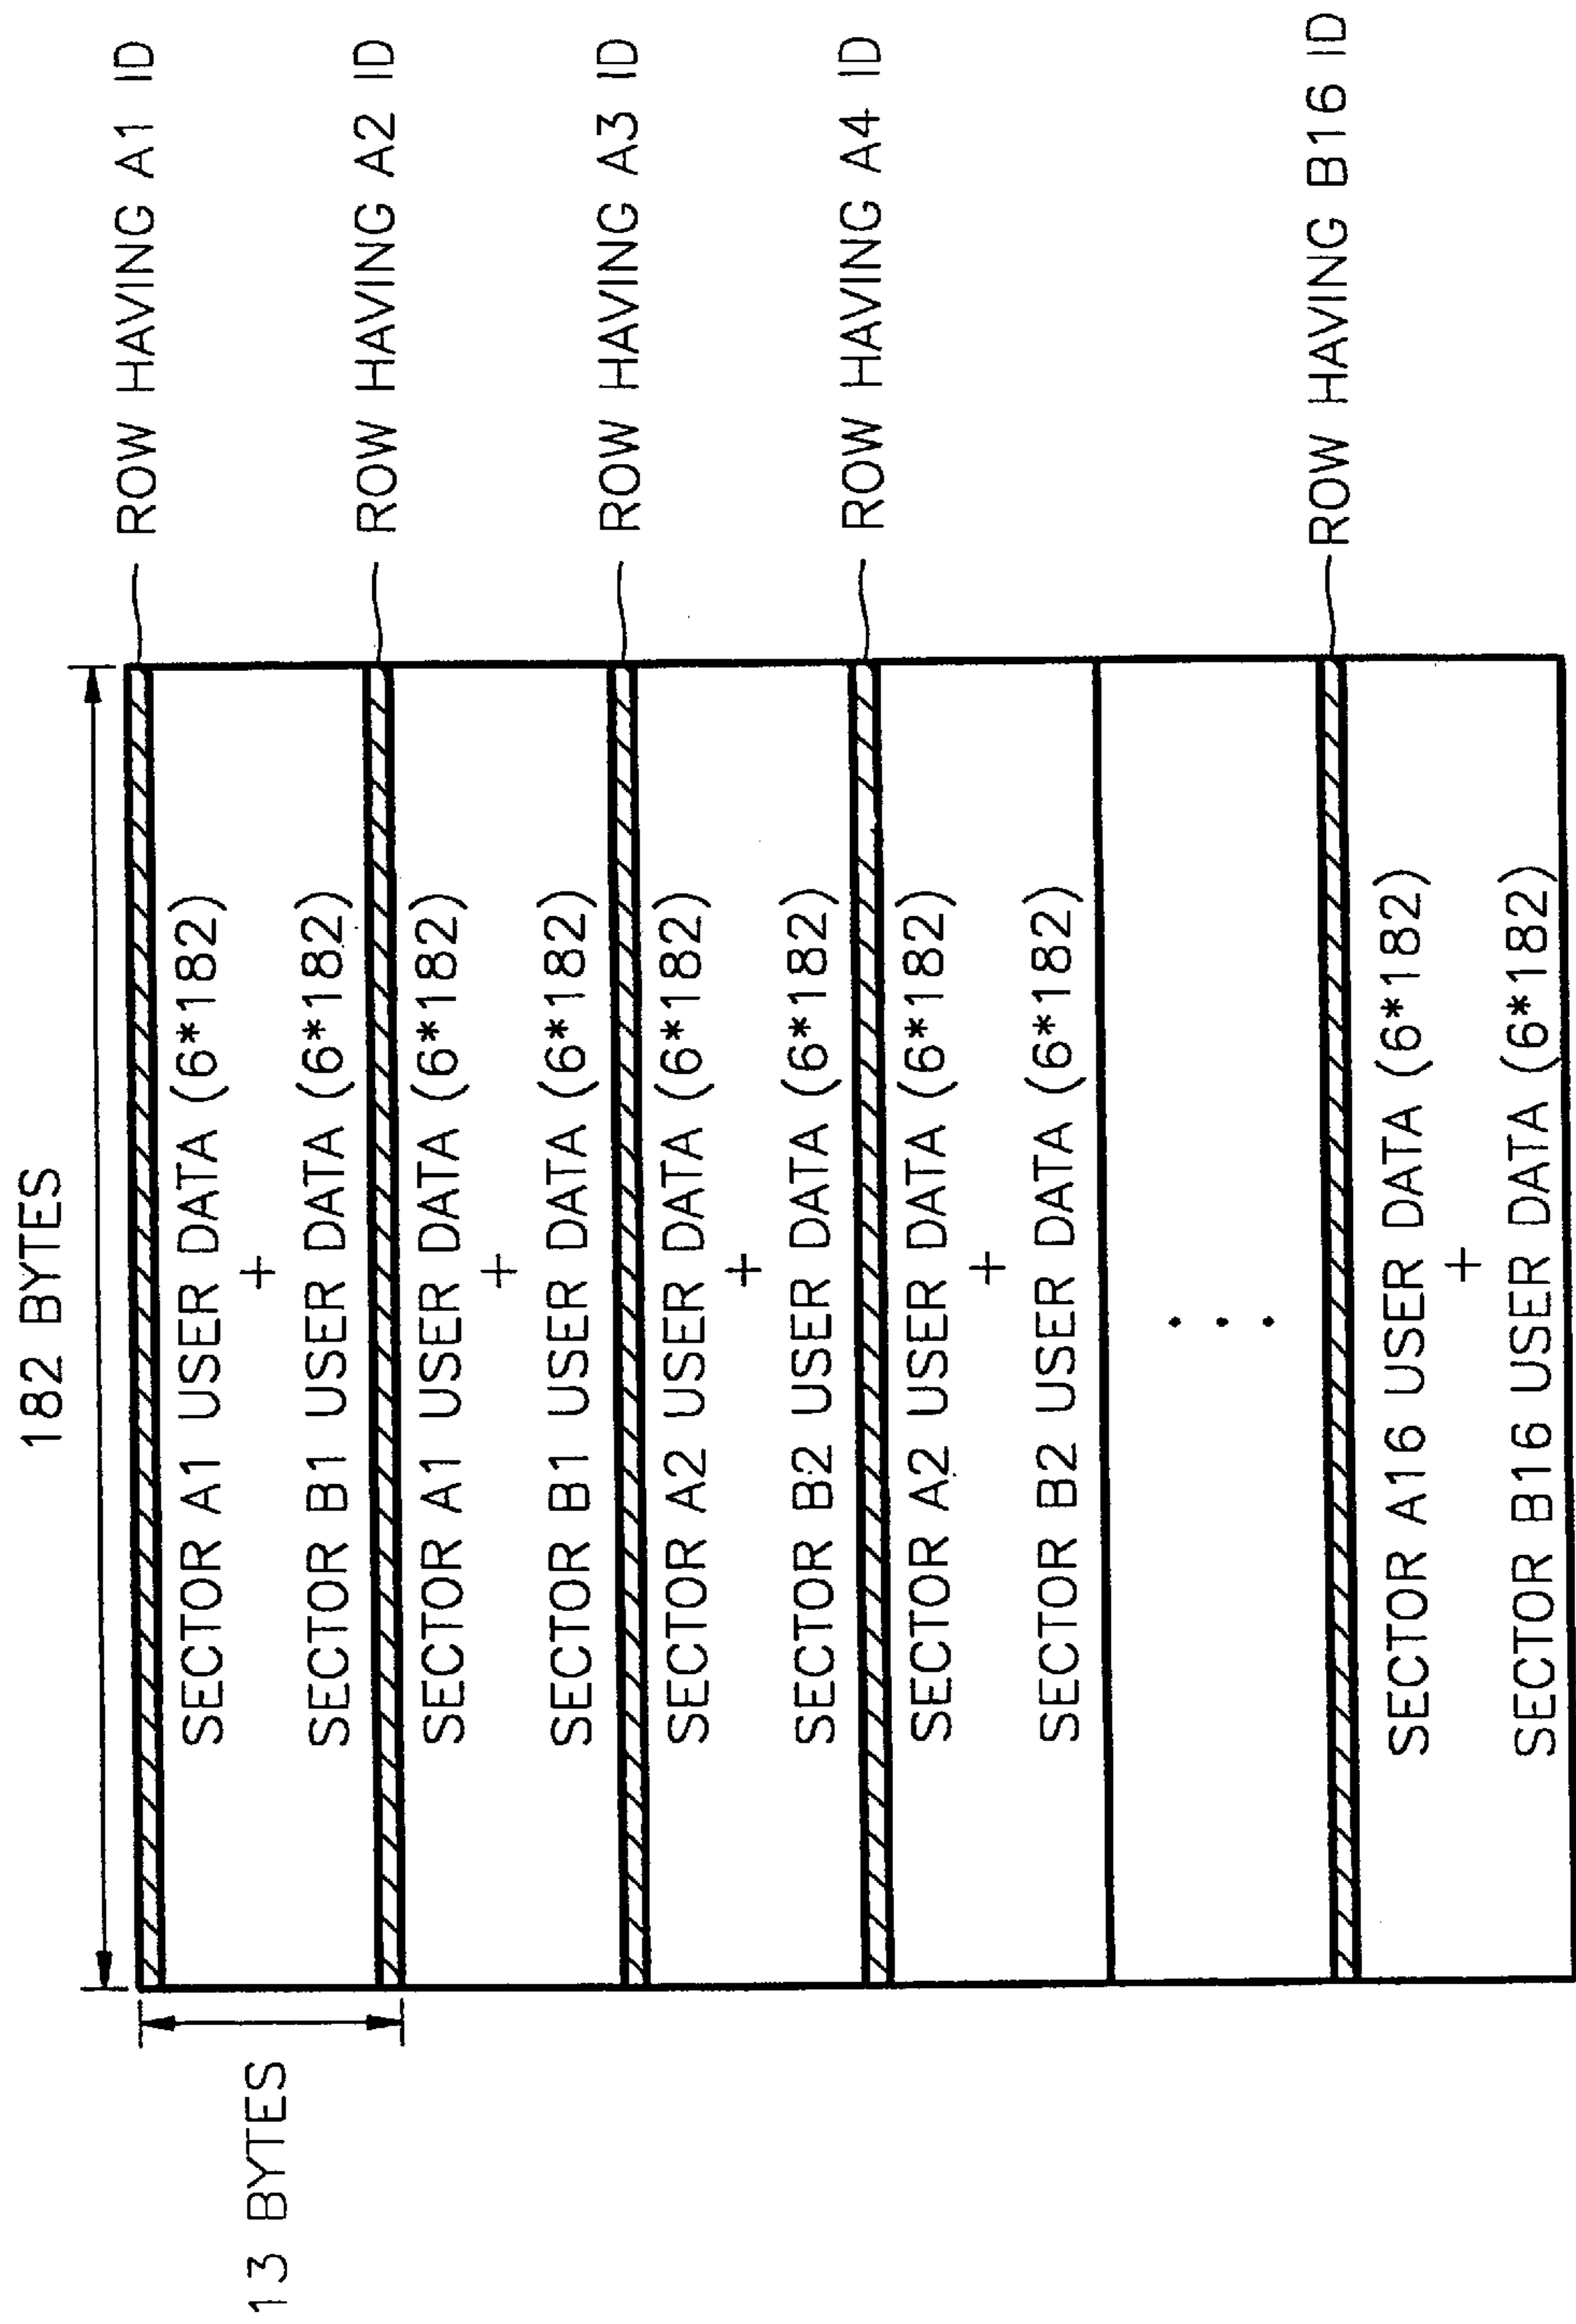 182 BYTES
13 BYTES
ROW HAVING A1 ID
SECTOR A1 USER DATA (6*182)
+
SECTOR B1 USER DATA (6*182)
ROW HAVING A2 ID
SECTOR A1 USER DATA (6*182)
+
SECTOR B1 USER DATA (6*182)
ROW HAVING A3 ID
SECTOR A2 USER DATA (6*182)
+
SECTOR B2 USER DATA (6*182)
ROW HAVING A4 ID
SECTOR A2 USER DATA (6*182)
+
SECTOR B2 USER DATA (6*182)
. . .
ROW HAVING B16 ID
SECTOR A16 USER DATA (6*182)
+
SECTOR B16 USER DATA (6*182)